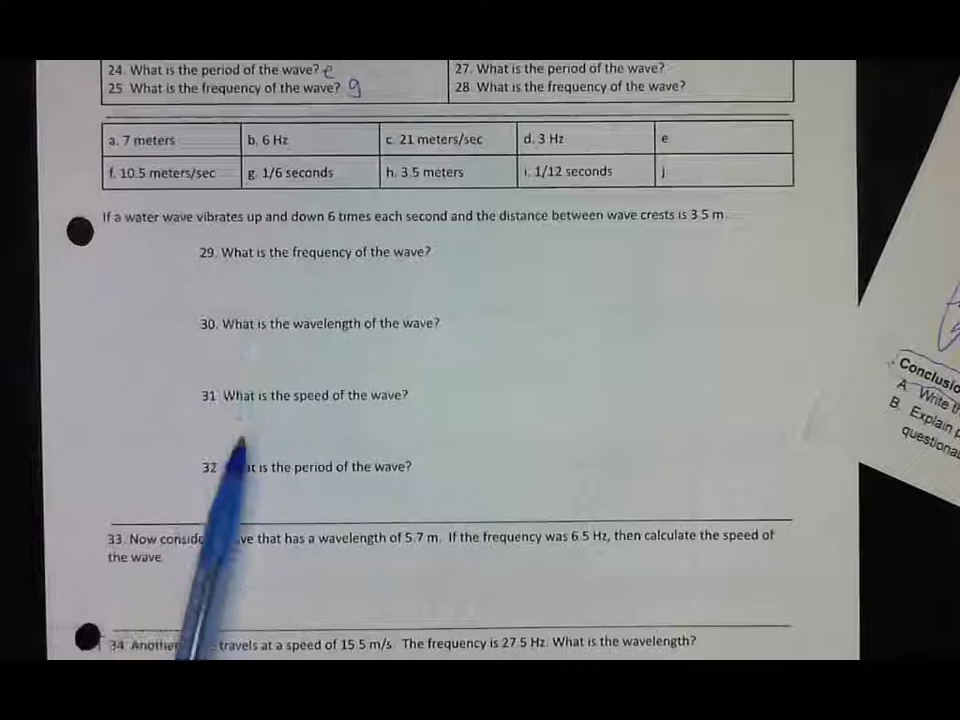 24. What is the period of the wave? e
25 What is the frequency of the wave? g
27. What is the period of the wave?
28. What is the frequency of the wave?
a. 7 meters b. 6 Hz c. 21 meters/sec d. 3 Hz e
f. 10.5 meters/sec g. 1/6 seconds h. 3.5 meters i. 1/12 seconds j
If a water wave vibrates up and down 6 times each second and the distance between wave crests is 3.5 m.
29. What is the frequency of the wave?
30. What is the wavelength of the wave?
31 What is the speed of the wave?
32 is the period of the wave?
33. Now that has a wavelength of 5.7 m. If the frequency was 6.5 Hz, then calculate the speed of
the wave
34. travels at a speed of 15.5 m/s. The frequency is 27.5 Hz. What is the wavelength?
A. Write
B. Explain